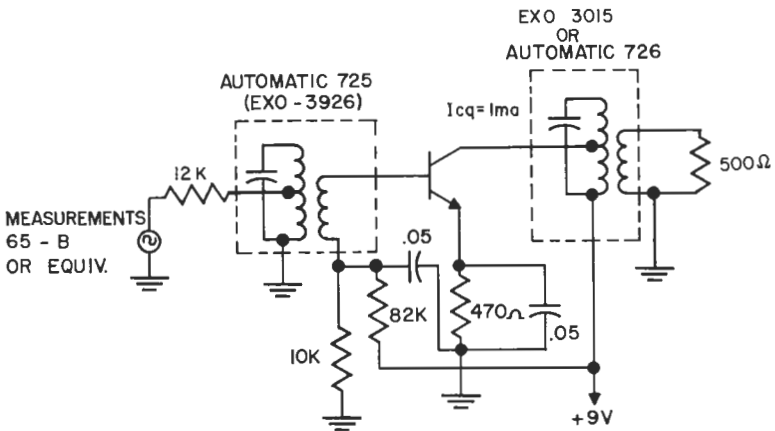 EXO 3015
OR
AUTOMATIC 726
AUTOMATIC 725
(EXO-3926)
Icq=1ma
12K
500Ω
MEASUREMENTS
65 - B
OR EQUIV.
.05
82K
470Ω
.05
10K
+9V